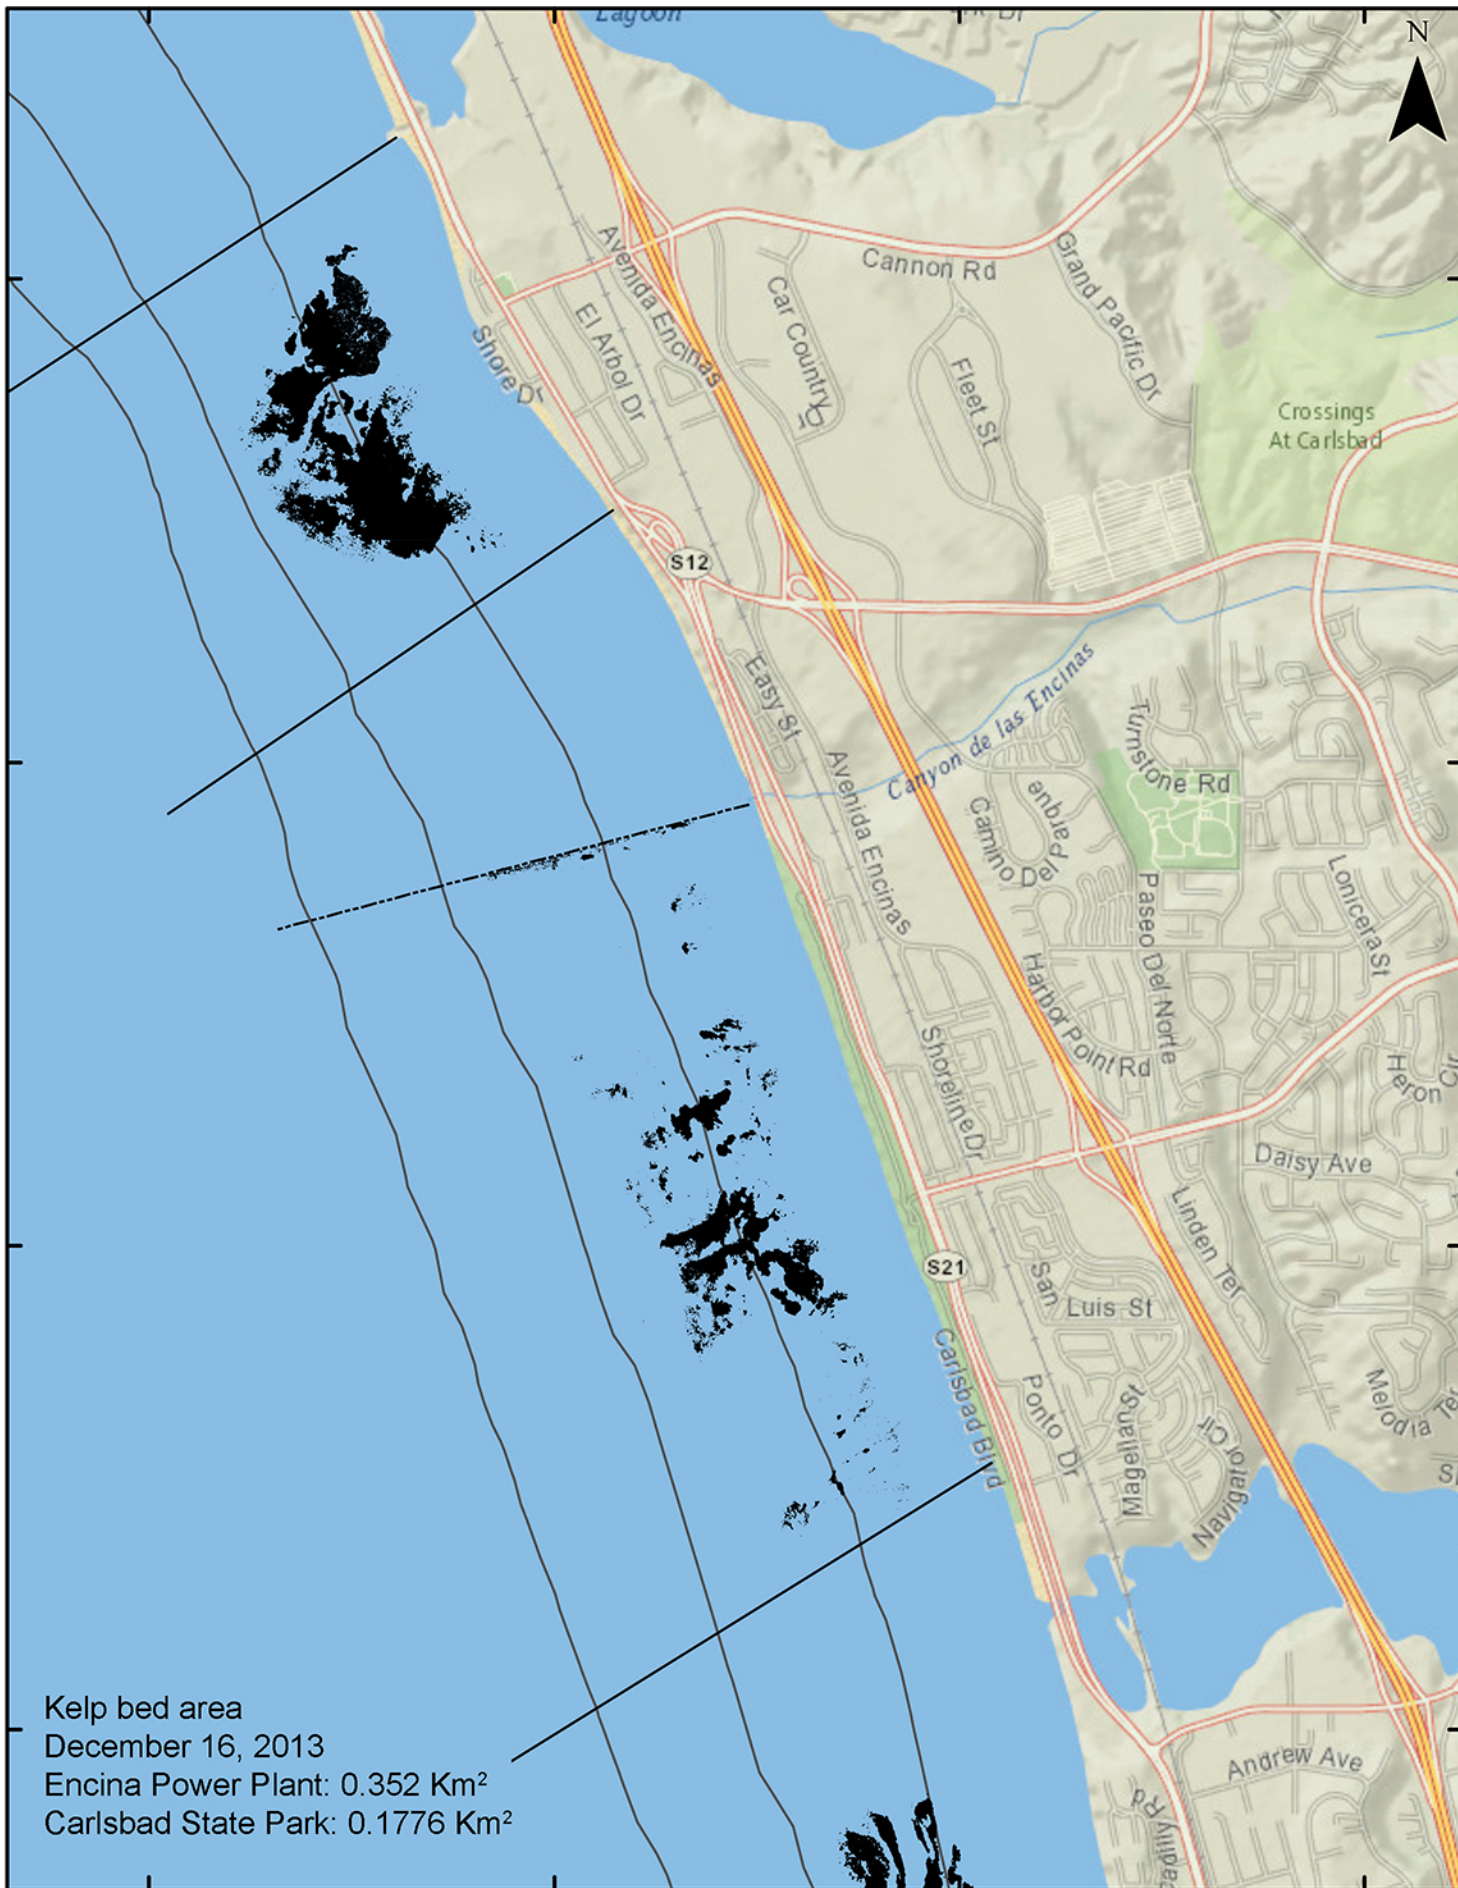 Lagoon
N
Cannon Rd
Grand Pacific Dr
Avenida Encinas
Car Country
El Arbol Dr
Shore Dr
Fleet St
Crossings
At Carlsbad
S12
Easy St
Canyon de las Encinas
Turnstone Rd
Avenida Encinas
Camino Del Parque
Paseo Del Norte
Lonicera St
Harbor Point Rd
Shoreline Dr
Heron Cir
Daisy Ave
Linden Ter
S21
San
Luis St
Carlsbad Blvd
Ponto Dr
Magellan St
Navigator Cir
Melodia Ter
Andrew Ave
Kelp bed area
December 16, 2013
Encina Power Plant: 0.352 Km²
Carlsbad State Park: 0.1776 Km²